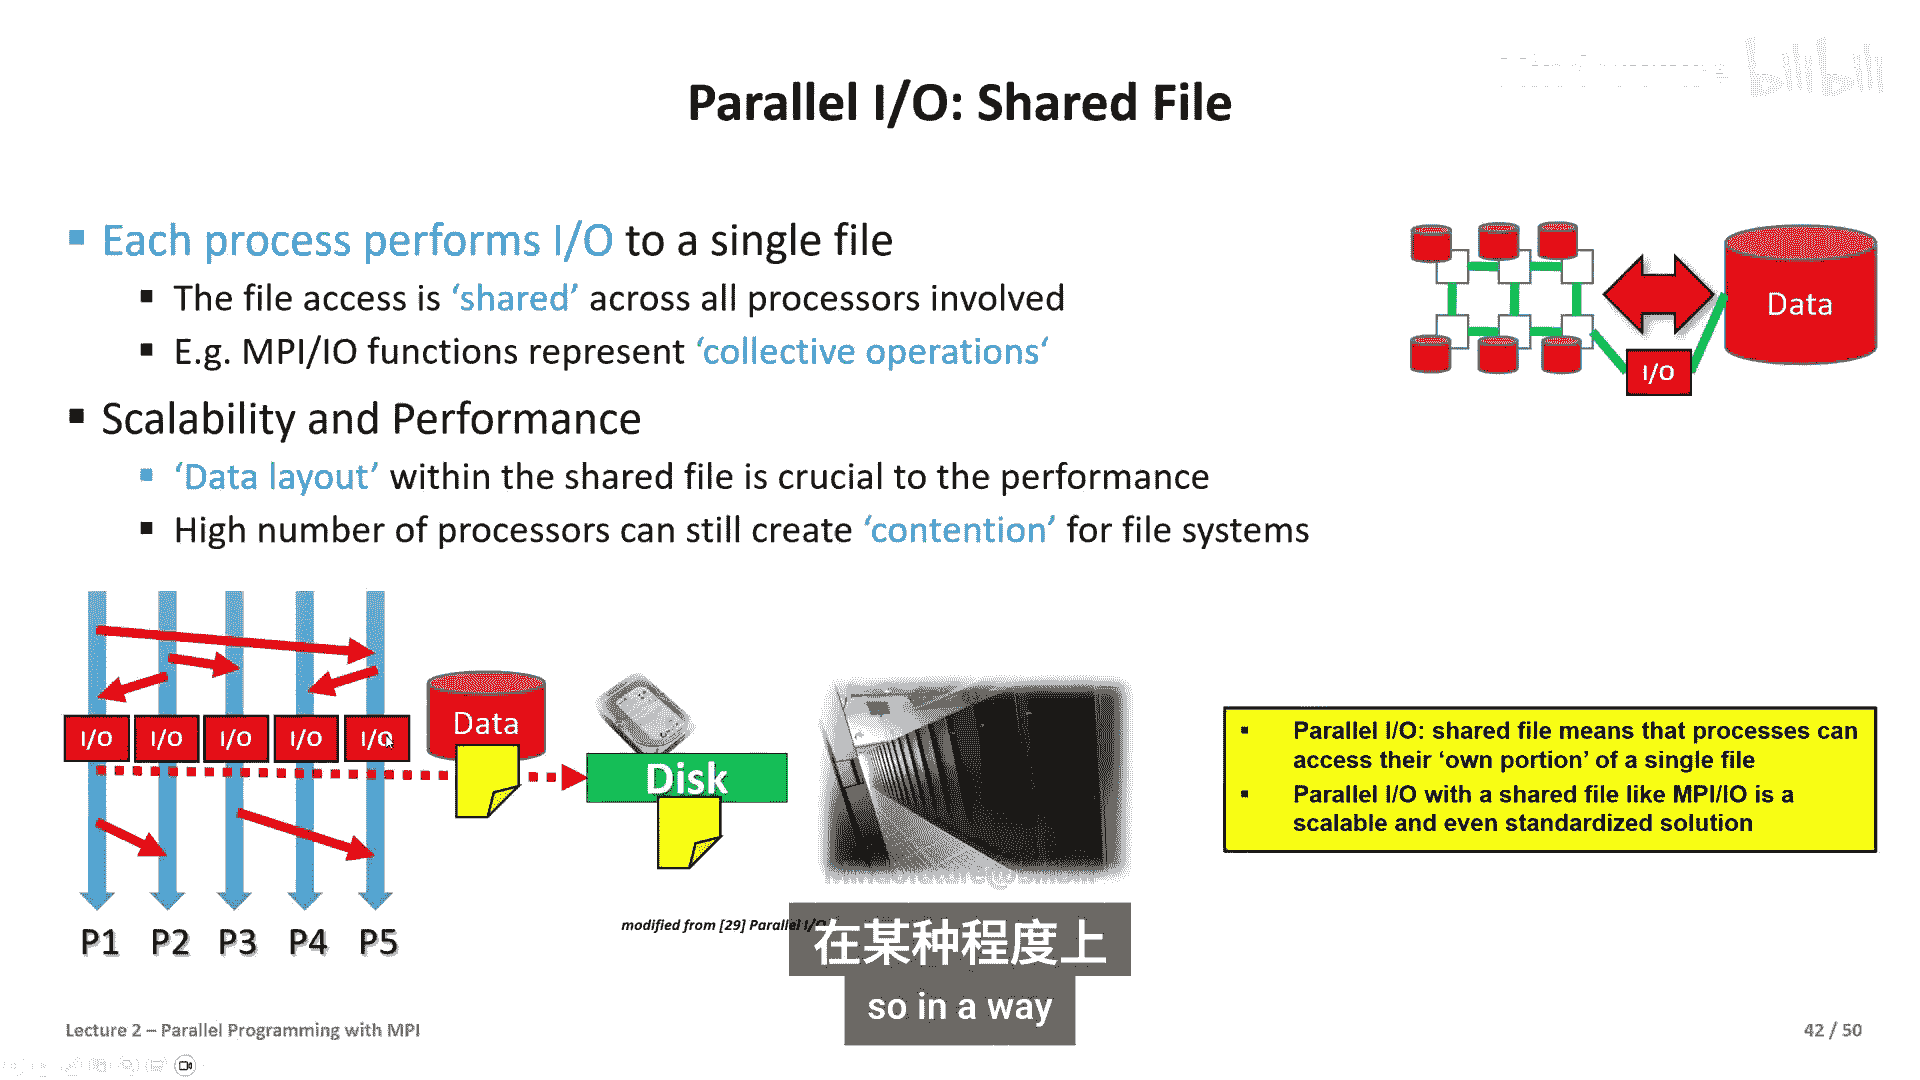 bilibili
Parallel I/O: Shared File
Each process performs I/O to a single file
The file access is ‘shared’ across all processors involved
E.g. MPI/IO functions represent ‘collective operations‘
Scalability and Performance
‘Data layout’ within the shared file is crucial to the performance
High number of processors can still create ‘contention’ for file systems
Data
I/O
I/O I/O I/O I/O I/O
Data
Disk
P1 P2 P3 P4 P5
modified from [29] Parallel I/O
Parallel I/O: shared file means that processes can
access their ‘own portion’ of a single file
Parallel I/O with a shared file like MPI/IO is a
scalable and even standardized solution
在某种程度上
so in a way
Lecture 2 – Parallel Programming with MPI
42 / 50